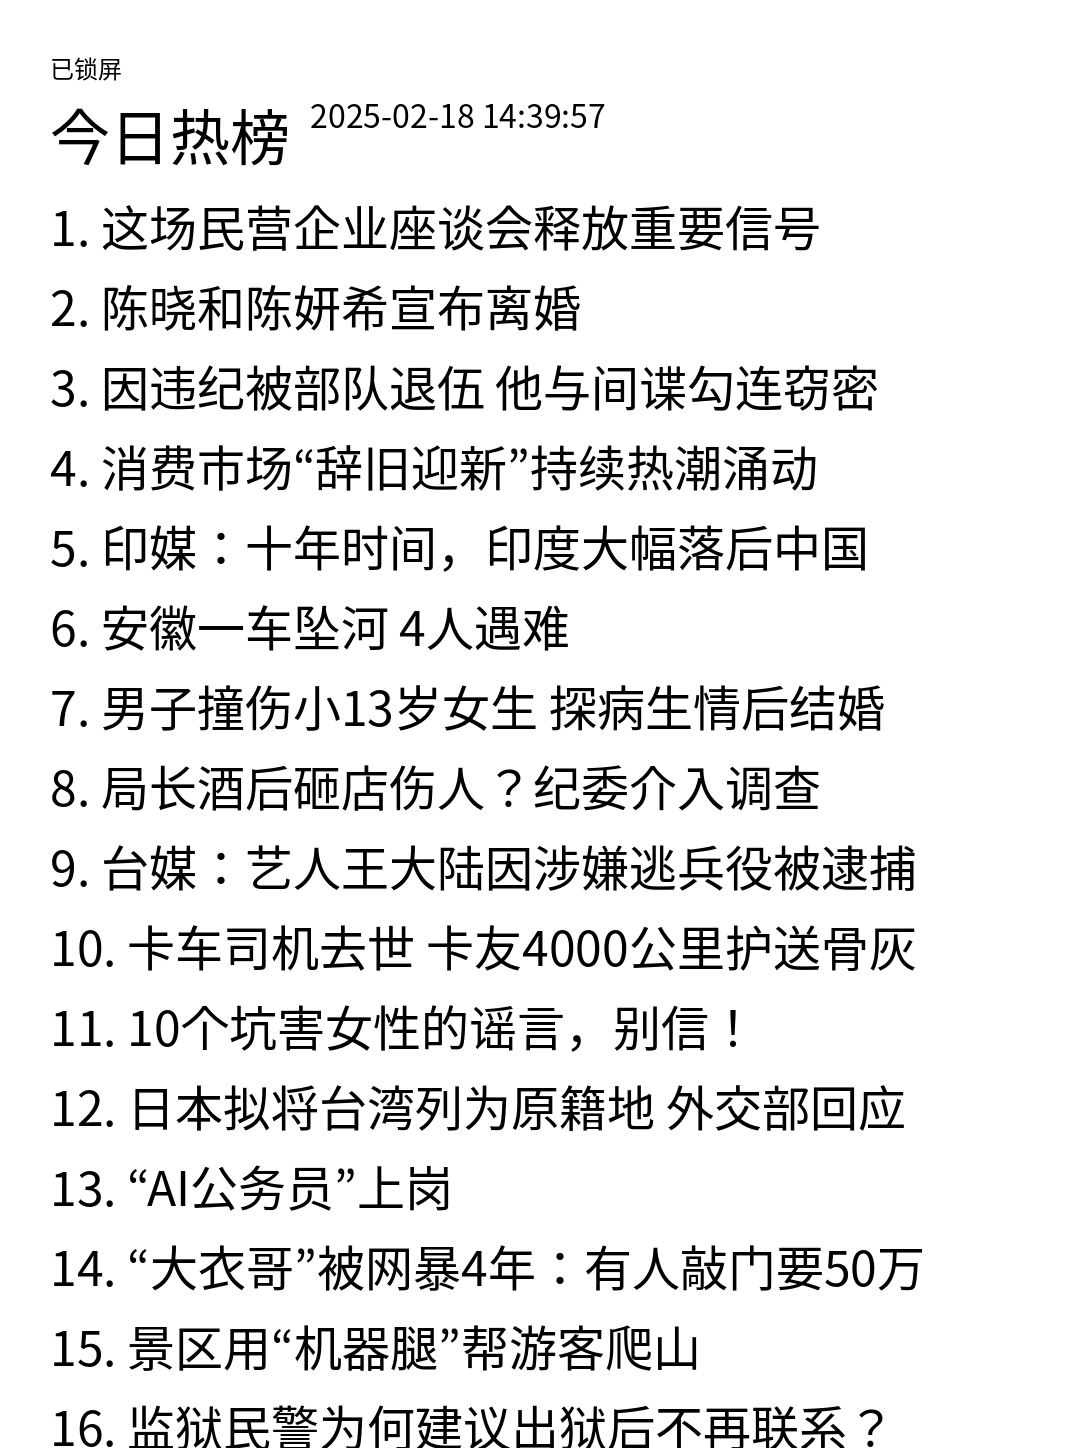 已锁屏
今日热榜 2025-02-18 14:39:57
1. 这场民营企业座谈会释放重要信号
2. 陈晓和陈妍希宣布离婚
3. 因违纪被部队退伍 他与间谍勾连窃密
4. 消费市场“辞旧迎新”持续热潮涌动
5. 印媒：十年时间，印度大幅落后中国
6. 安徽一车坠河 4人遇难
7. 男子撞伤小13岁女生 探病生情后结婚
8. 局长酒后砸店伤人？纪委介入调查
9. 台媒：艺人王大陆因涉嫌逃兵役被逮捕
10. 卡车司机去世 卡友4000公里护送骨灰
11. 10个坑害女性的谣言，别信！
12. 日本拟将台湾列为原籍地 外交部回应
13. “AI公务员”上岗
14. “大衣哥”被网暴4年：有人敲门要50万
15. 景区用“机器腿”帮游客爬山
16. 监狱民警为何建议出狱后不再联系？